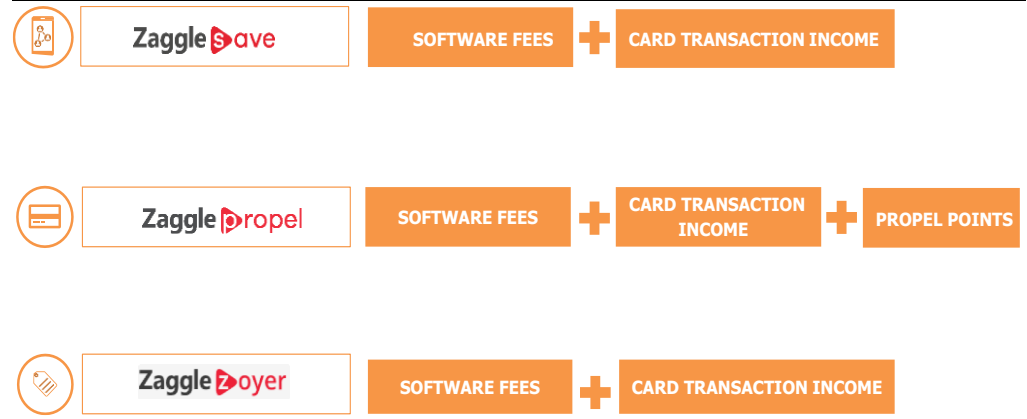 Zaggle save SOFTWARE FEES CARD TRANSACTION INCOME
Zaggle propel SOFTWARE FEES CARD TRANSACTION
INCOME PROPEL POINTS
Zaggle zoyer SOFTWARE FEES CARD TRANSACTION INCOME